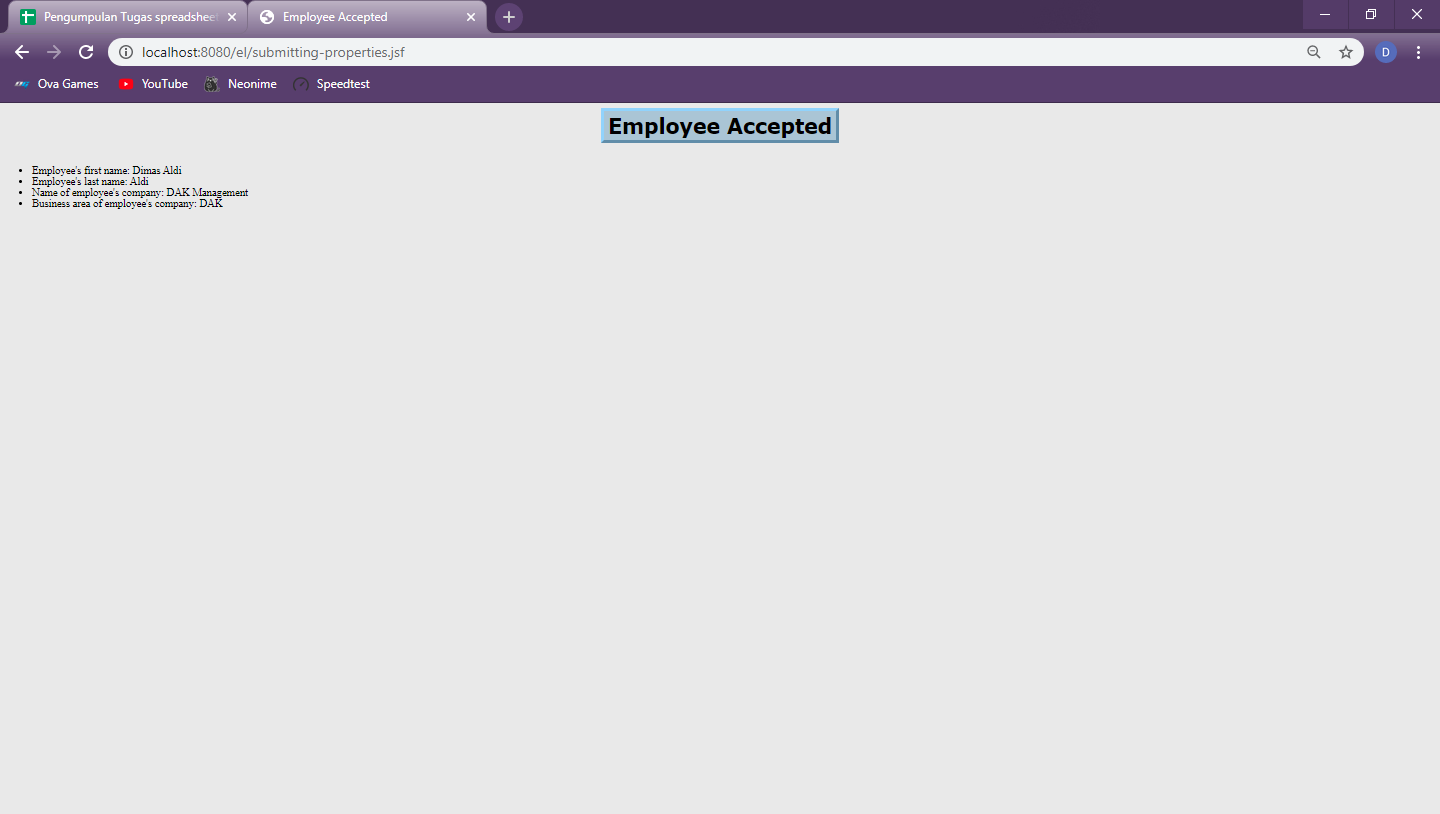 Pengumpulan Tugas spreadsheet
Employee Accepted
localhost:8080/el/submitting-properties.jsf
D
Ova Games
YouTube
Neonime
Speedtest
Employee Accepted
• Employee's first name: Dimas Aldi
• Employee's last name: Aldi
• Name of employee's company: DAK Management
• Business area of employee's company: DAK